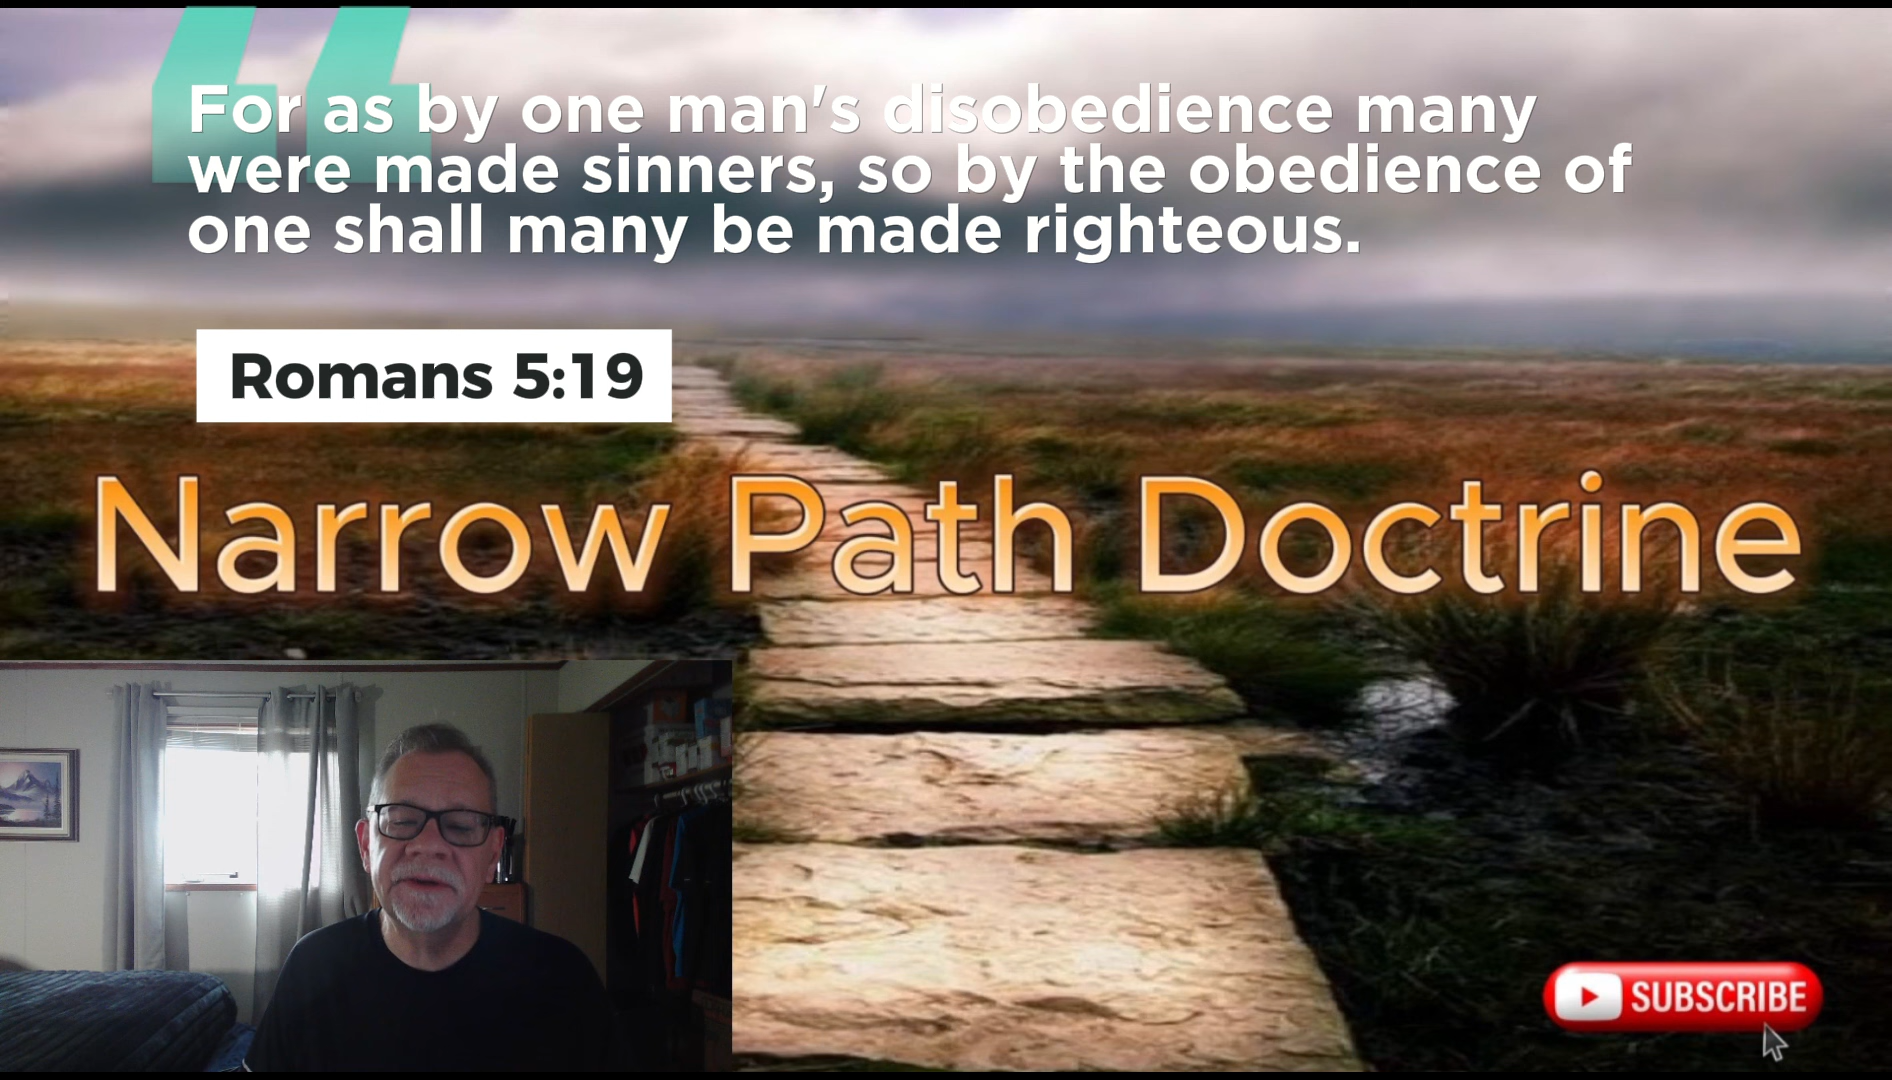 For as by one man's disobedience many
were made sinners, so by the obedience of
one shall many be made righteous.
Romans 5:19
Narrow Path Doctrine
SUBSCRIBE